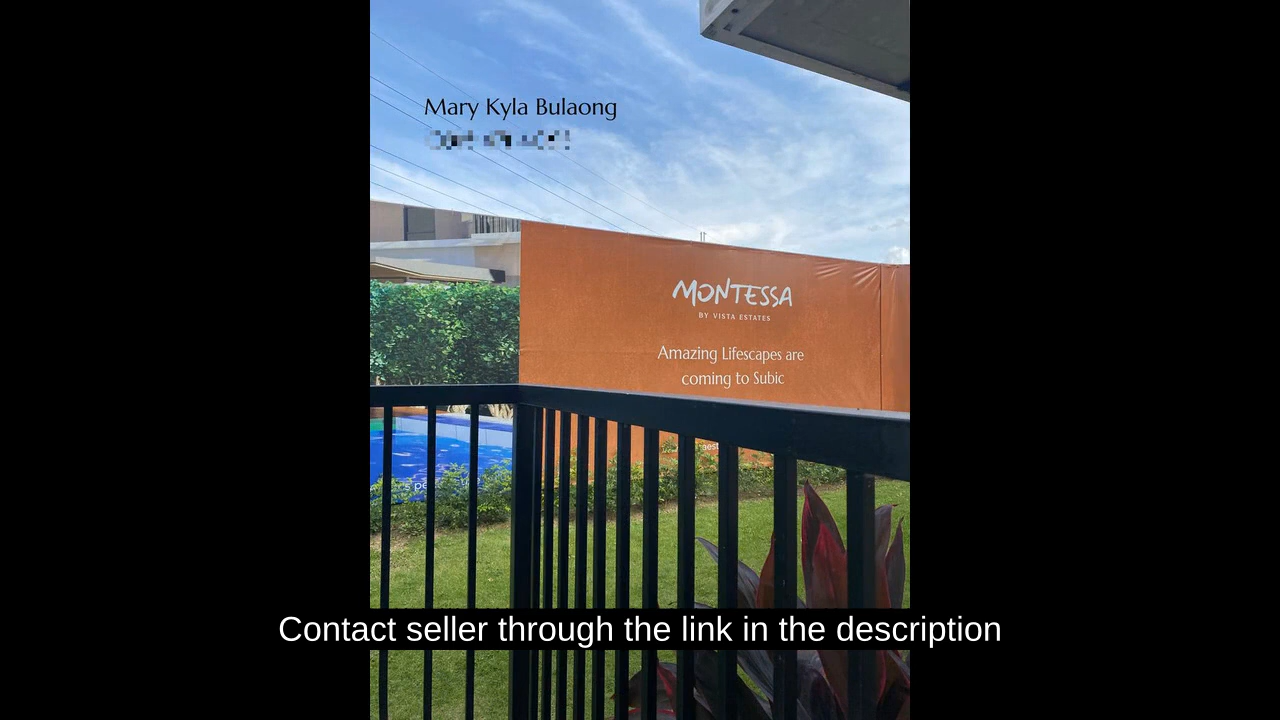 Mary Kyla Bulaong
MONTESSA
BY VISTA ESTATES
Amazing Lifescapes are
coming to Subic
Contact seller through the link in the description